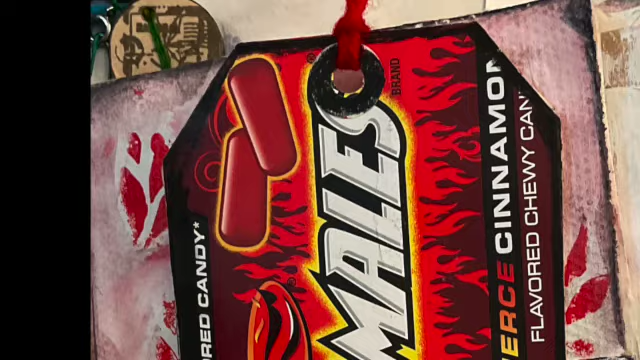 MALES
BRAND
ERCE CINNAMON
FLAVORED CHEWY CAN
RED CANDY*